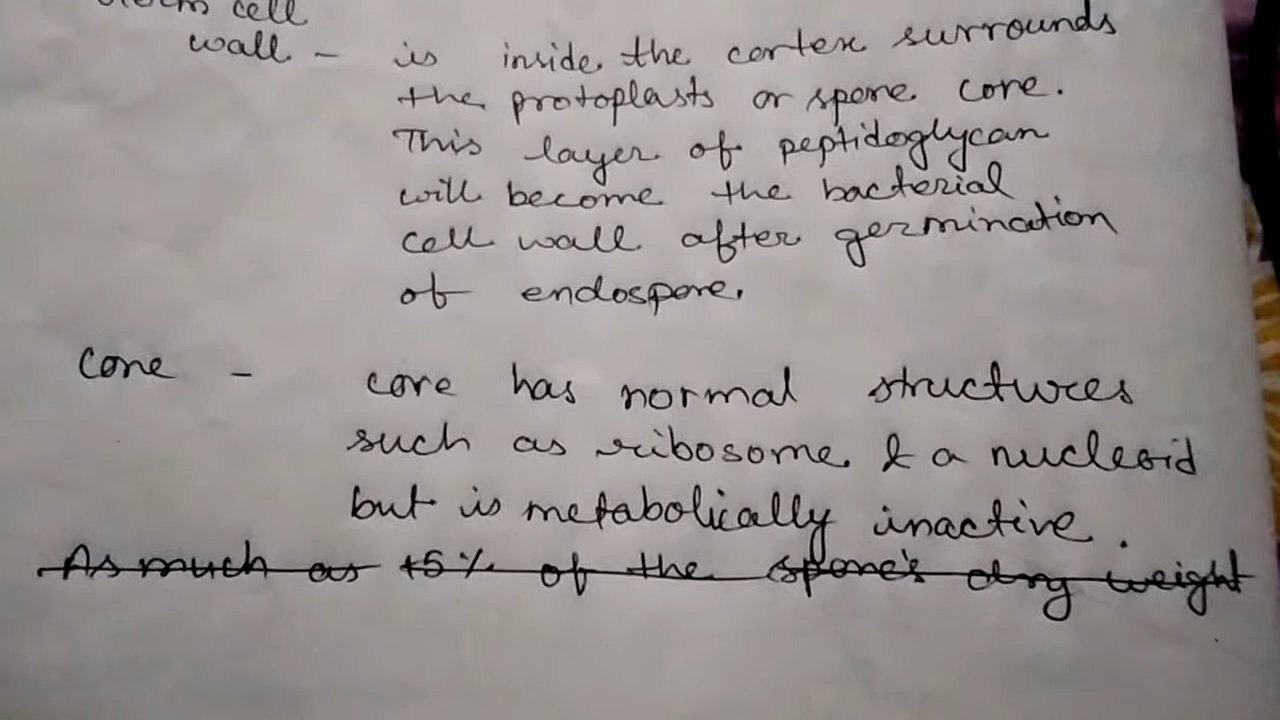 cell
wall - is inside the cortex surrounds
the protoplasts or spore core.
This layer of peptidoglycan
will become the bacterial
cell wall after germination
of endospore.
Core - core has normal structures
such as ribosome & a nucleoid
but is metabolically inactive.
As much as 15% of the spore's dry weight